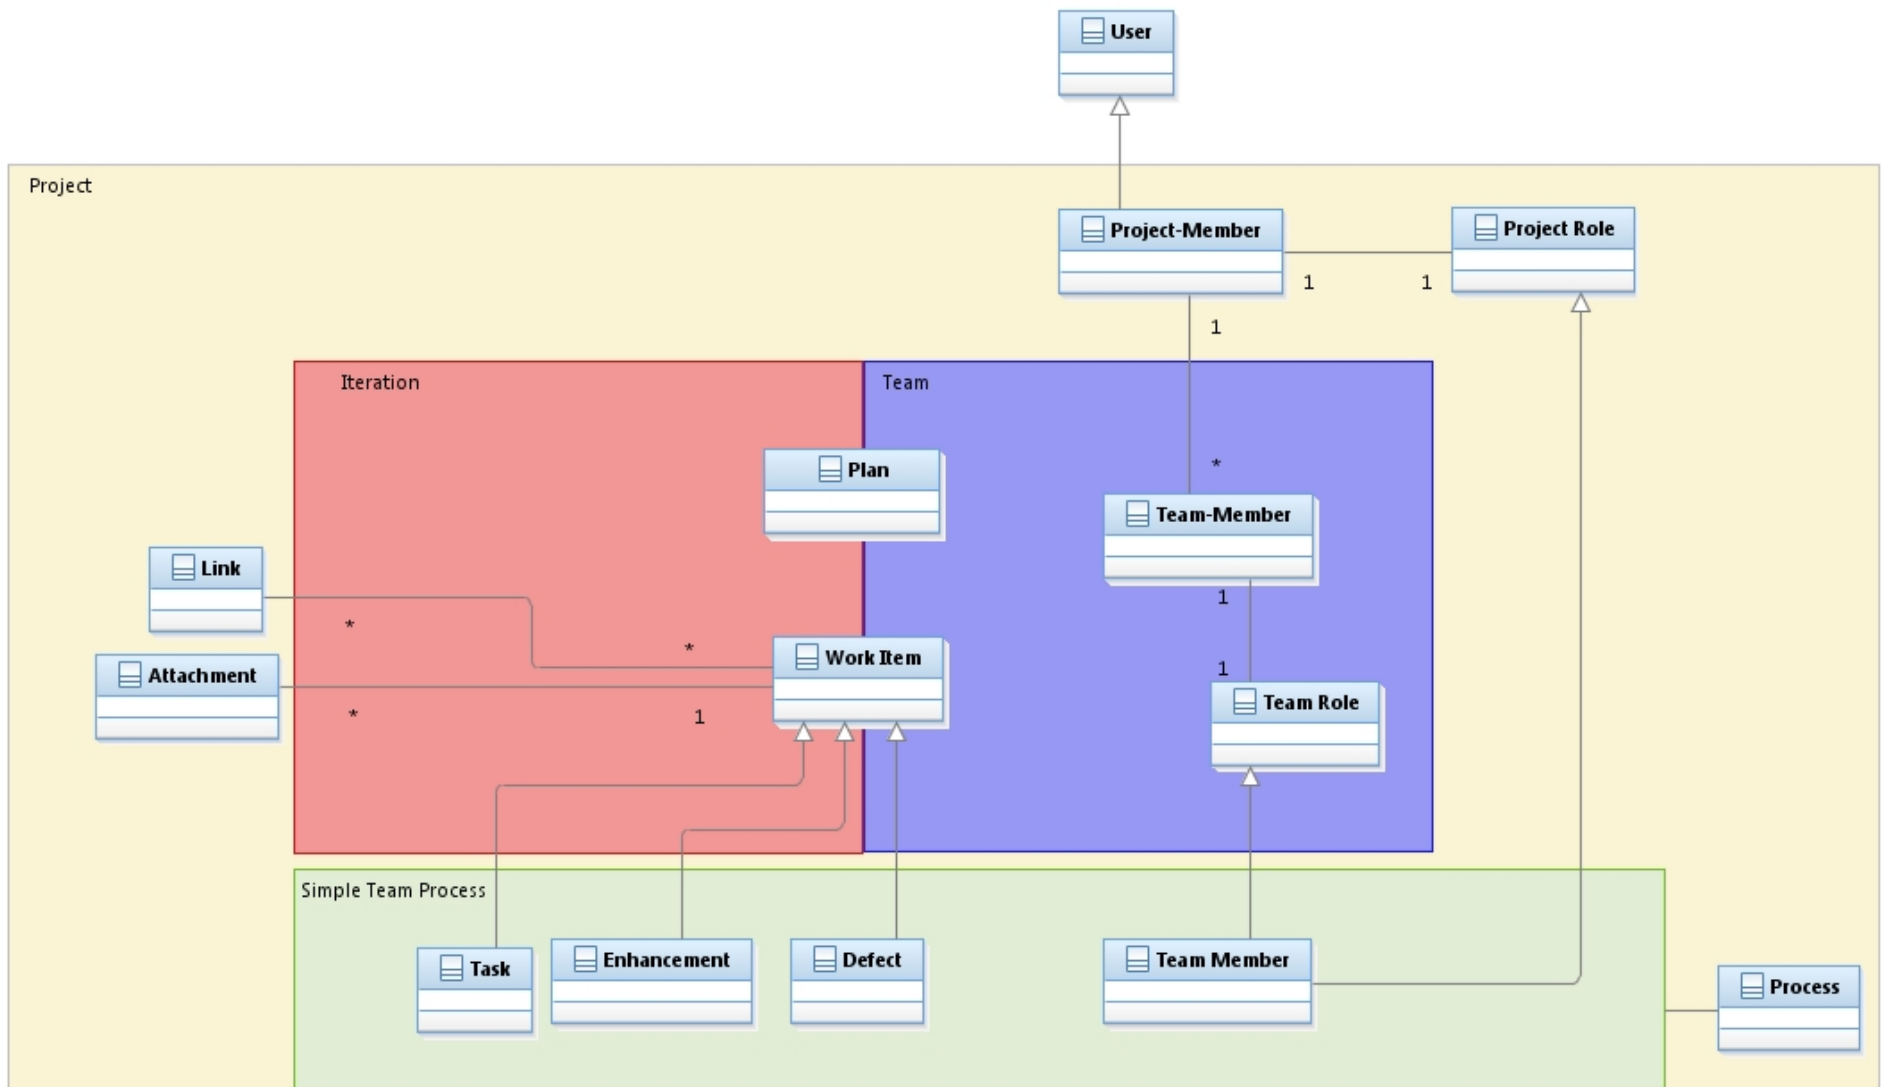 User
Project
Project-Member
Project Role
1
1
1
Iteration
Team
*
Plan
Team-Member
Link
*
1
*
Work Item
1
Attachment
Team Role
*
1
Simple Team Process
Task
Enhancement
Defect
Team Member
Process